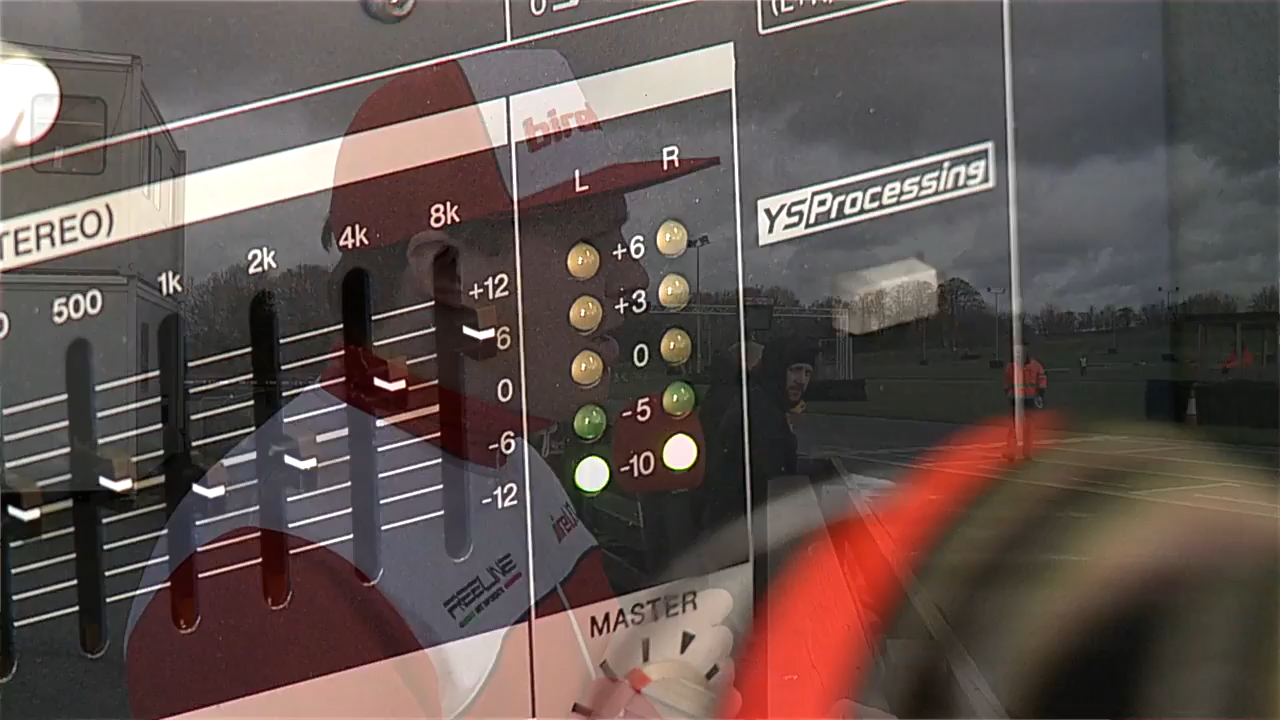 bird
L R
YSProcessing
TEREO)
500 1k 2k 4k 8k
+12
6
0
-6
-12
+6
+3
0
-5
-10
FREELINE
MASTER